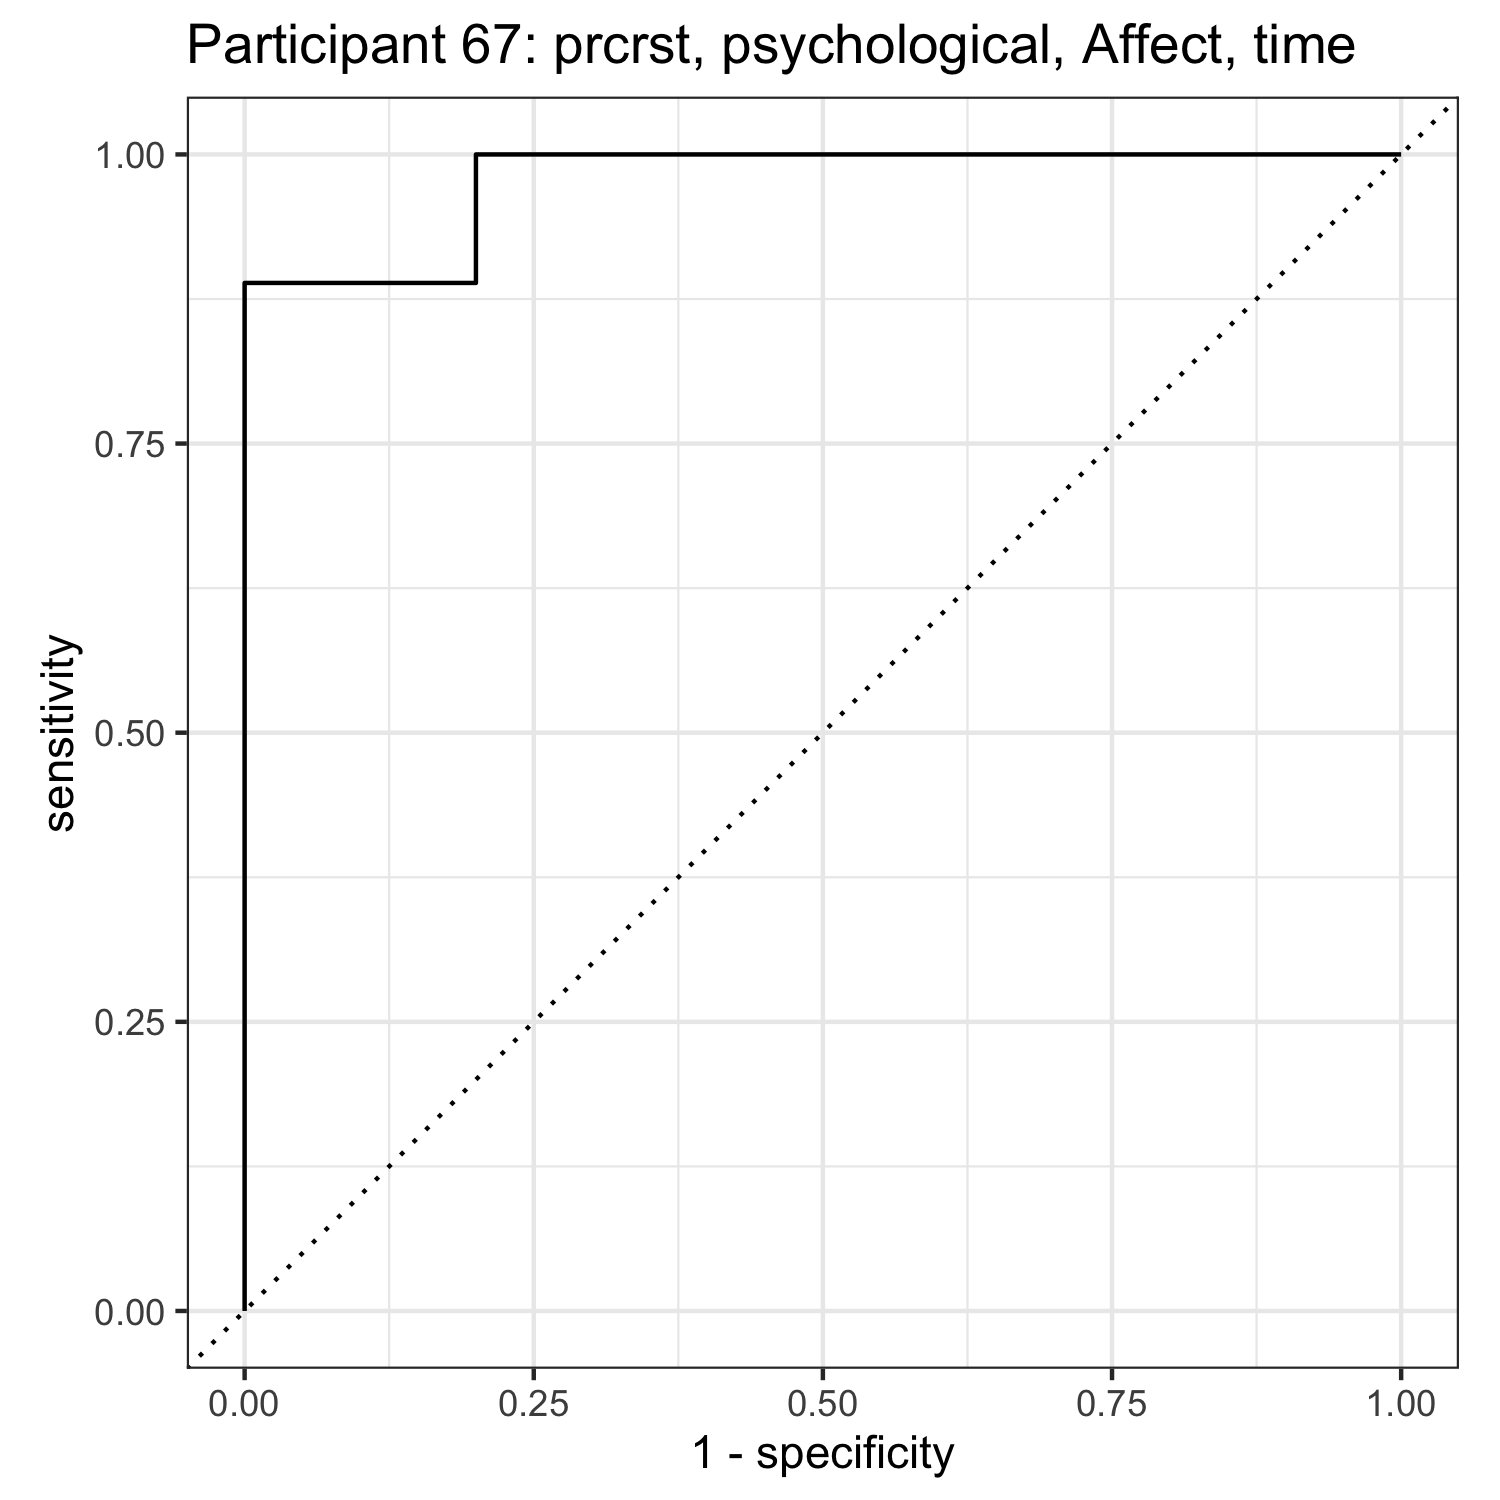 Participant 67: prcrst, psychological, Affect, time
1.00
0.75
0.50
0.25
0.00
sensitivity
0.00 0.25 0.50 0.75 1.00
1 - specificity